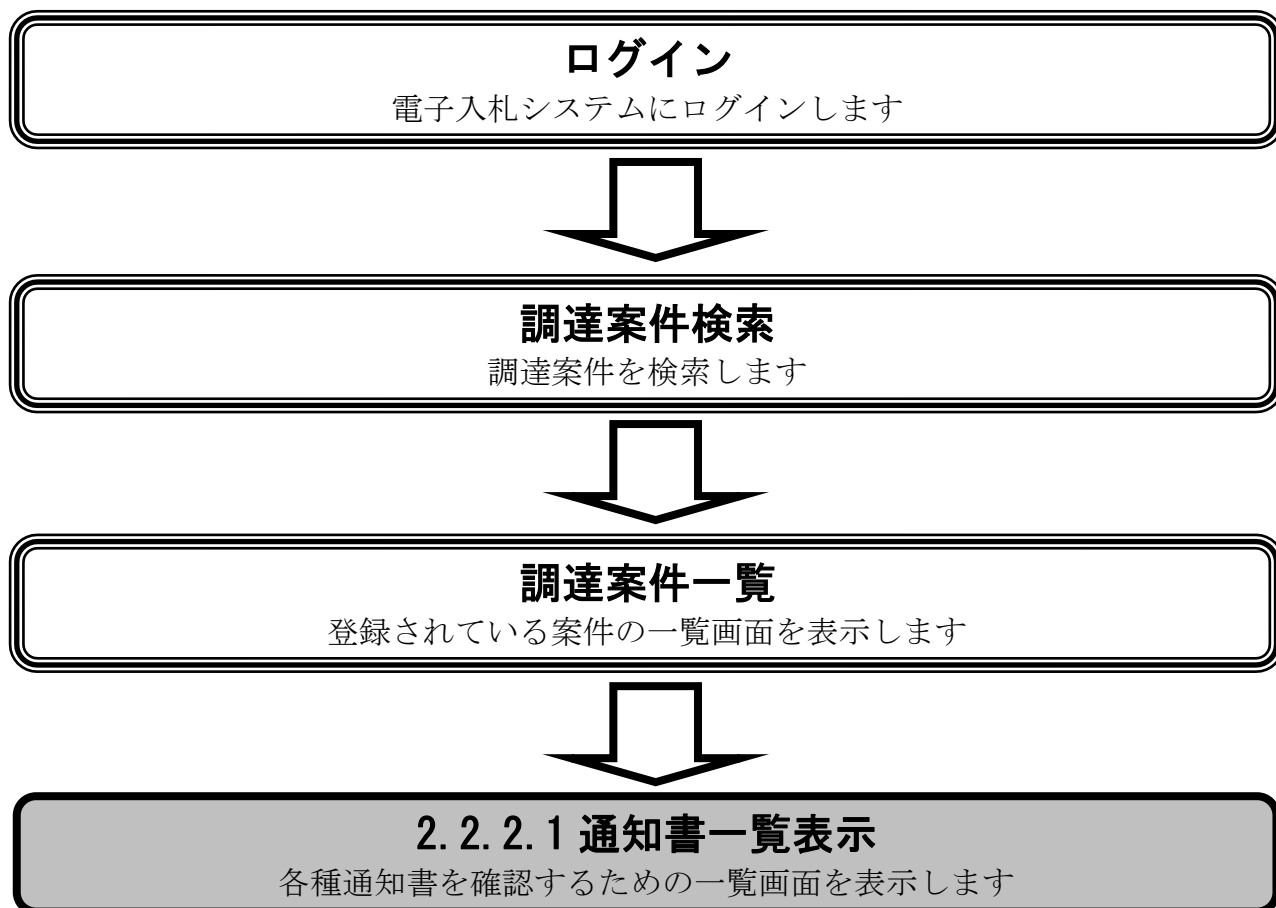 ログイン
電子入札システムにログインします
調達案件検索
調達案件を検索します
調達案件一覧
登録されている案件の一覧画面を表示します
2.2.2.1通知書一覧表示
各種通知書を確認するための一覧画面を表示します